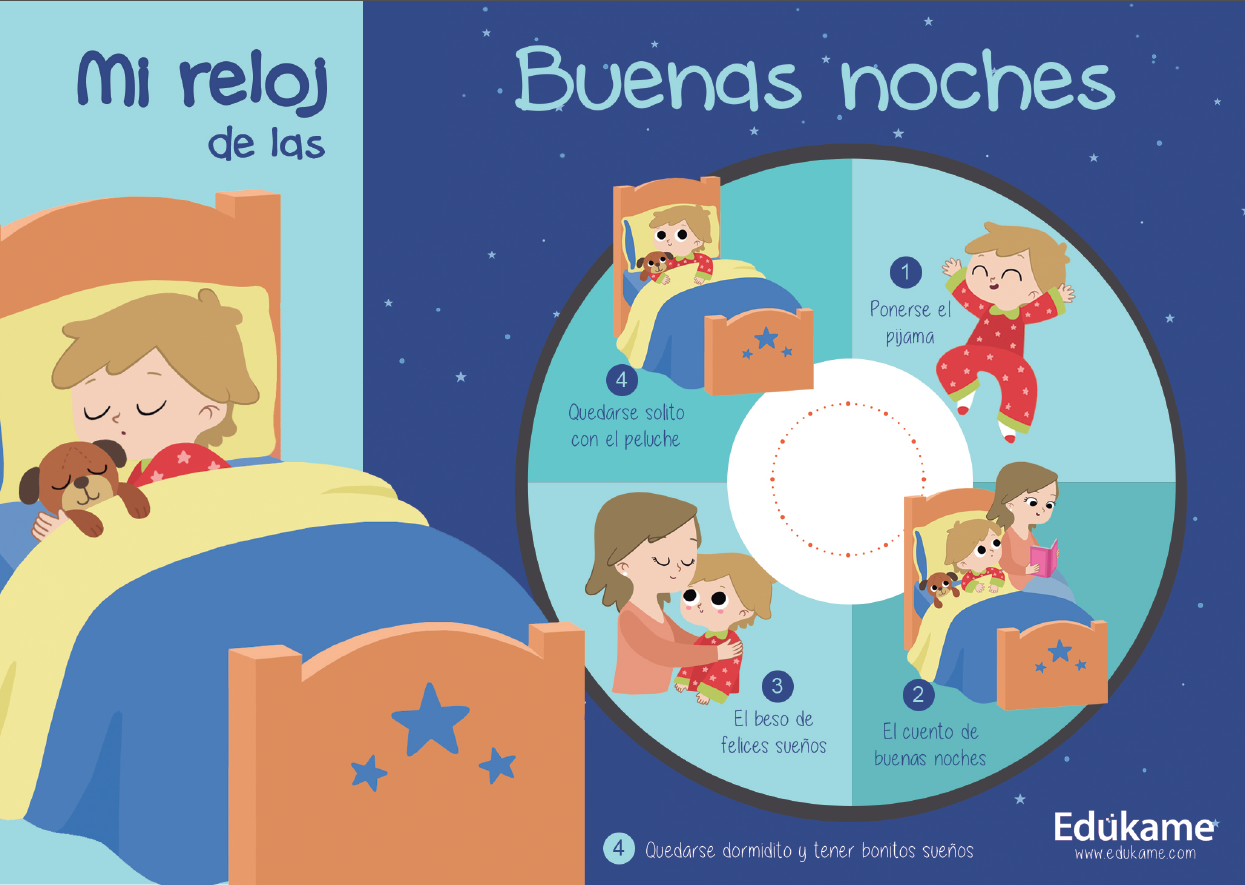 Mi reloj
de las
Buenas noches
1
Ponerse el
pijama
2
El cuento de
buenas noches
3
El beso de
felices sueños
4
Quedarse solito
con el peluche
4 Quedarse dormidito y tener bonitos sueños
Edúkame
www.edukame.com